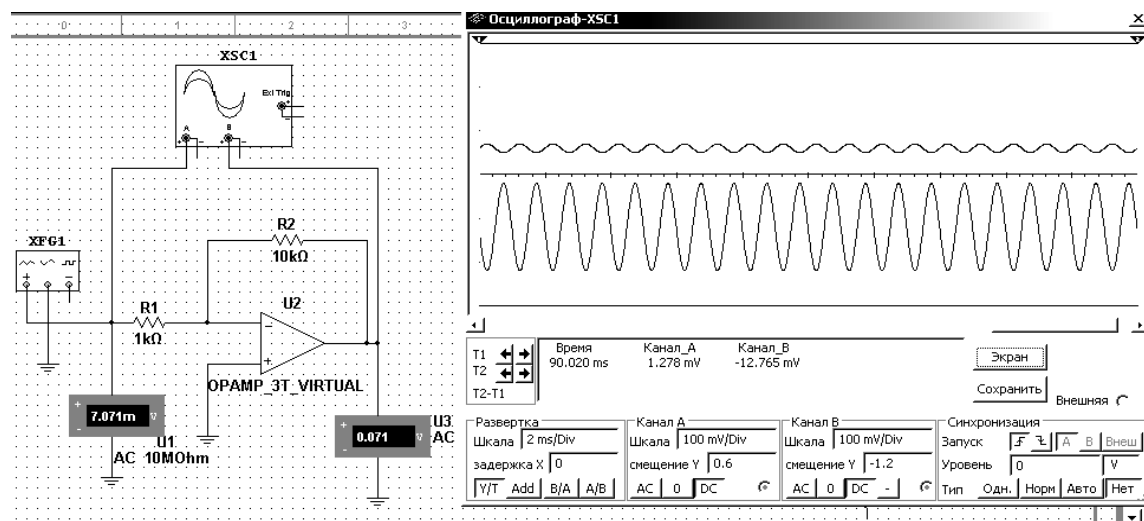 0 1 2 3
XSC1
Ext Trig
A B
XFG1
R2
10kΩ
R1
1kΩ
U2
OPAMP_3T_VIRTUAL
7.071m V
U1
AC 10MOhm
0.071 V
U3
AC
Осциллограф-XSC1
T1
T2
T2-T1
Время Канал_A Канал_B
90.020 ms 1.278 mV -12.765 mV
Экран
Сохранить
Внешняя
Развертка
Шкала 2 ms/Div
задержка X 0
Y/T Add B/A A/B
Канал A
Шкала 100 mV/Div
смещение Y 0.6
AC 0 DC
Канал B
Шкала 100 mV/Div
смещение Y -1.2
AC 0 DC -
Синхронизация
Запуск A B Внеш
Уровень 0 V
Тип Одн. Норм Авто Нет